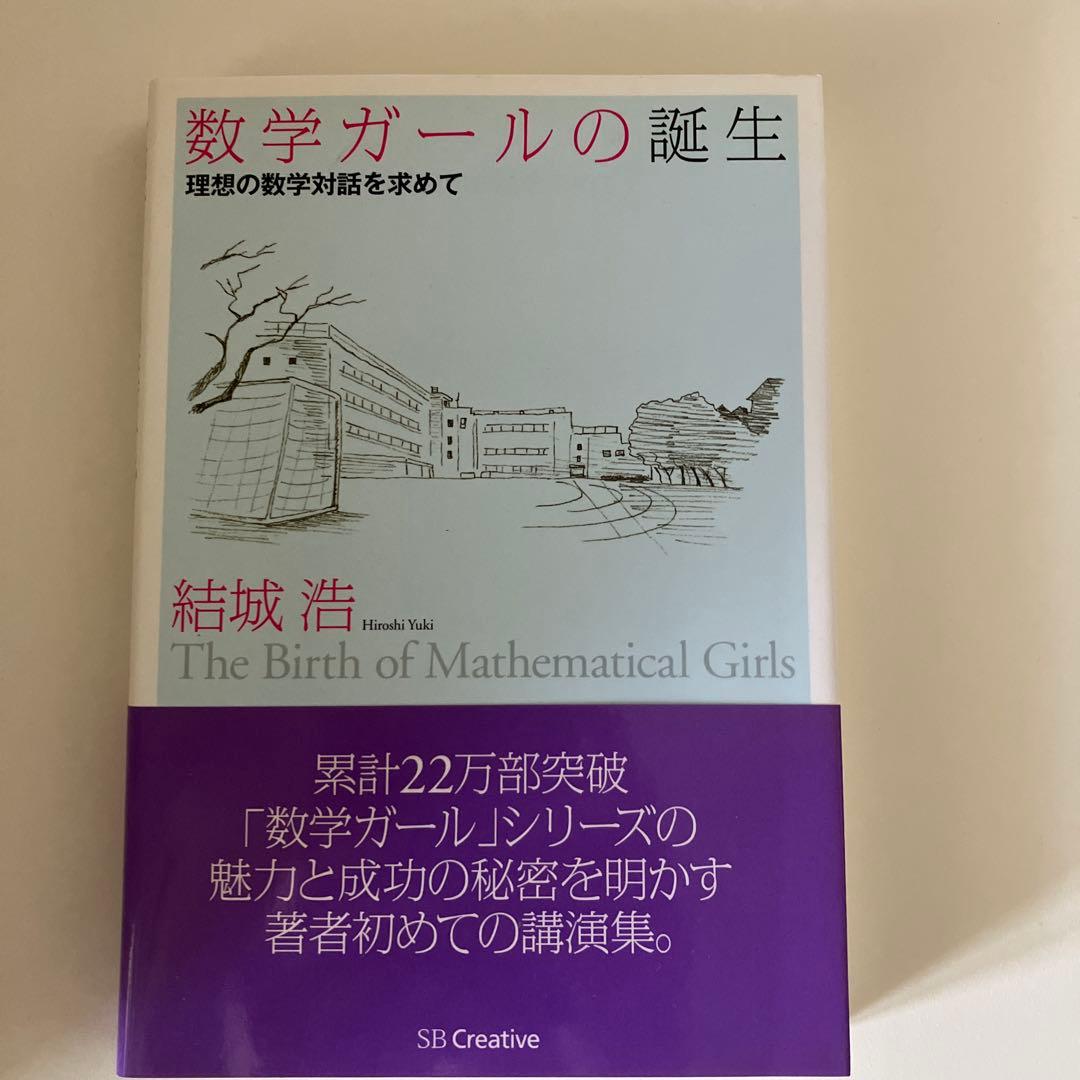 数学ガールの誕生
理想の数学対話を求めて
結城 浩 Hiroshi Yuki
The Birth of Mathematical Girls
累計22万部突破
「数学ガール」シリーズの
魅力と成功の秘密を明かす
著者初めての講演集。
SB Creative